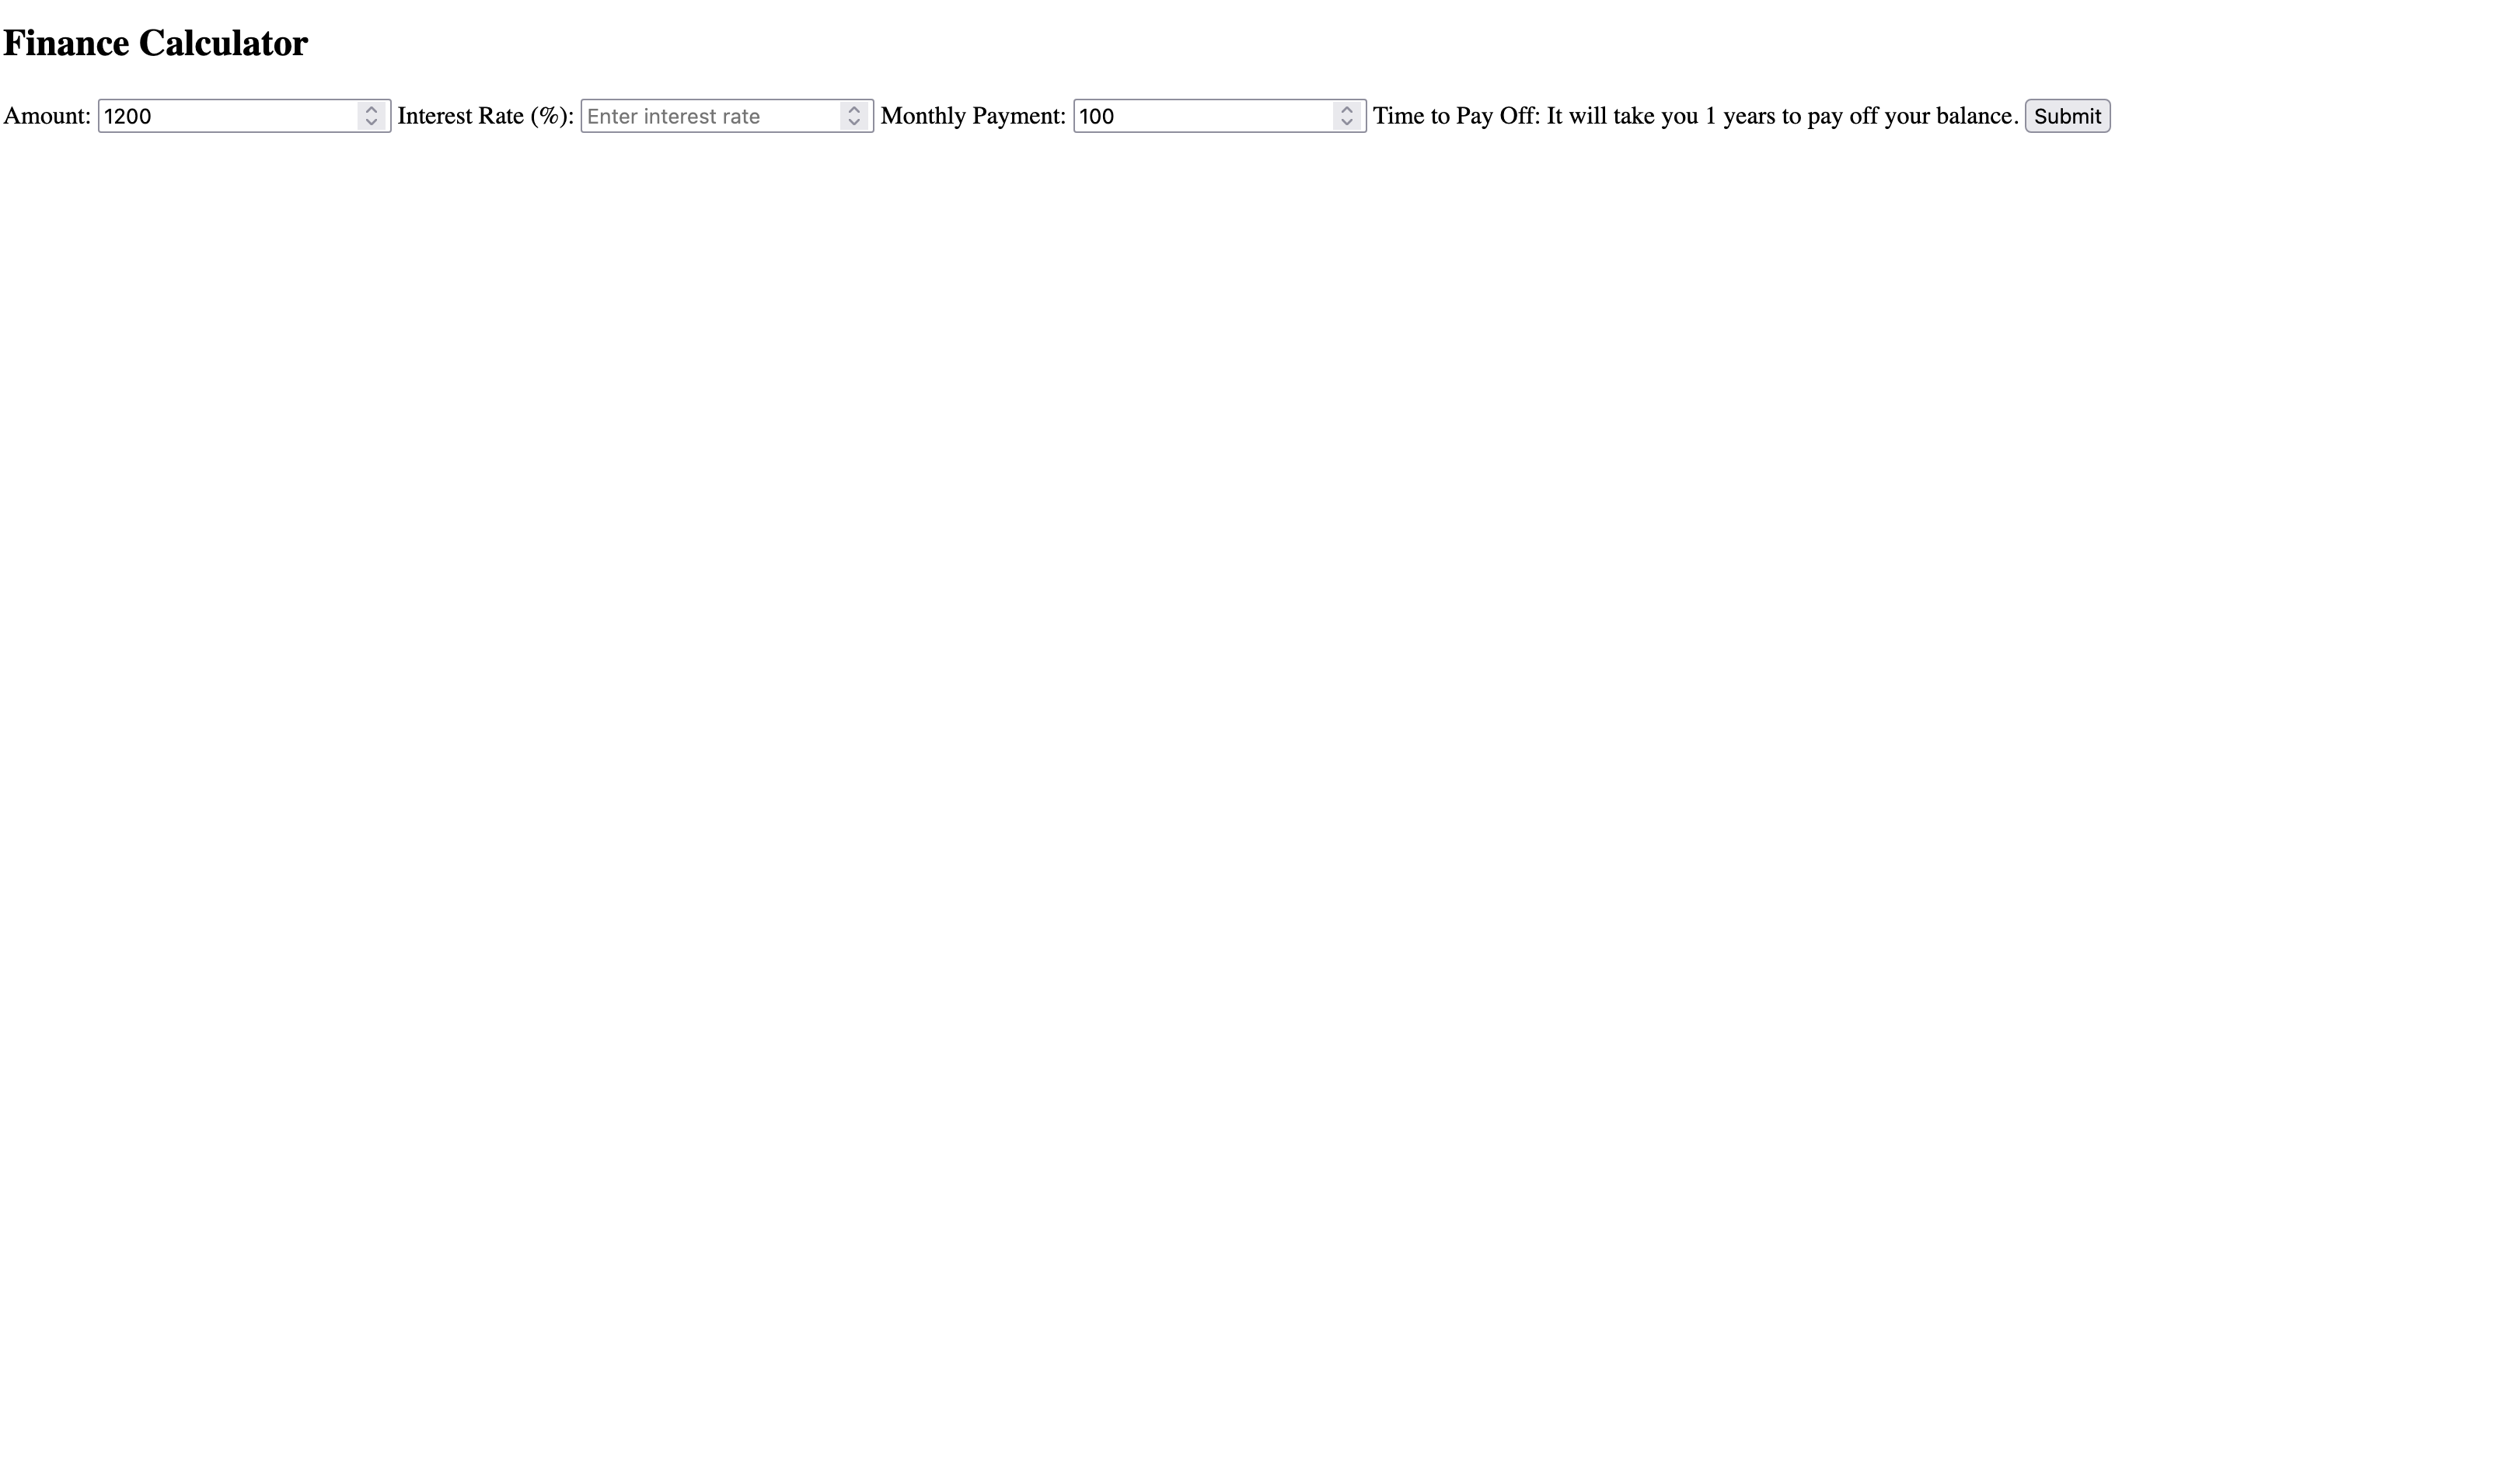 Finance Calculator
Amount: 1200 Interest Rate (%): Enter interest rate Monthly Payment: 100 Time to Pay Off: It will take you 1 years to pay off your balance. Submit